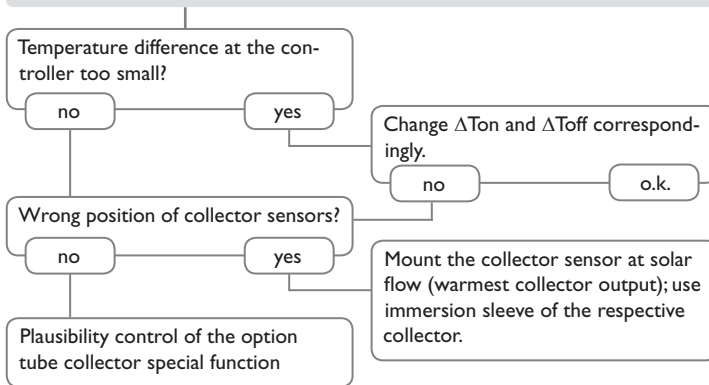 Temperature difference at the con-
troller too small?
no
yes
Change ΔTon and ΔToff correspond-
ingly.
no
o.k.
Wrong position of collector sensors?
no
yes
Mount the collector sensor at solar
flow (warmest collector output); use
immersion sleeve of the respective
collector.
Plausibility control of the option
tube collector special function